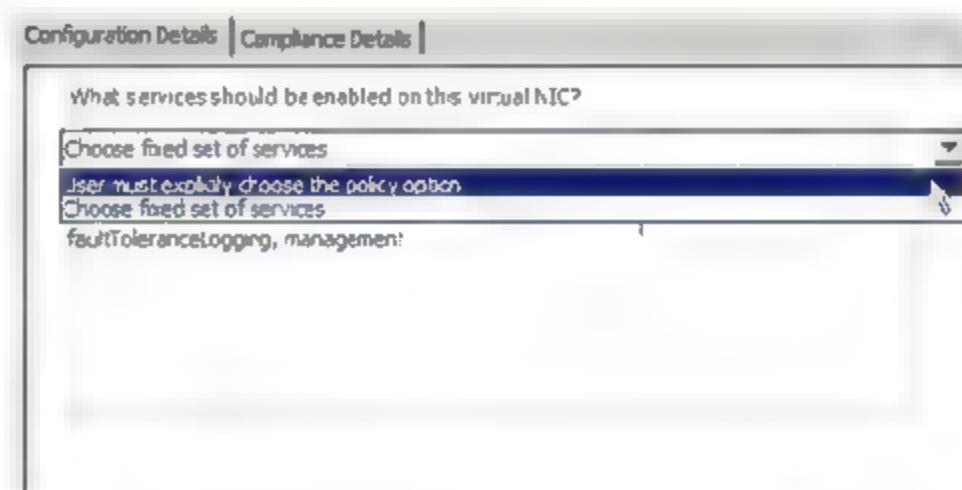 Configuration Details | Compliance Details
What services should be enabled on this virtual NIC?
Choose fixed set of services
User must explicitly choose the policy option
Choose fixed set of services
faultToleranceLogging, management